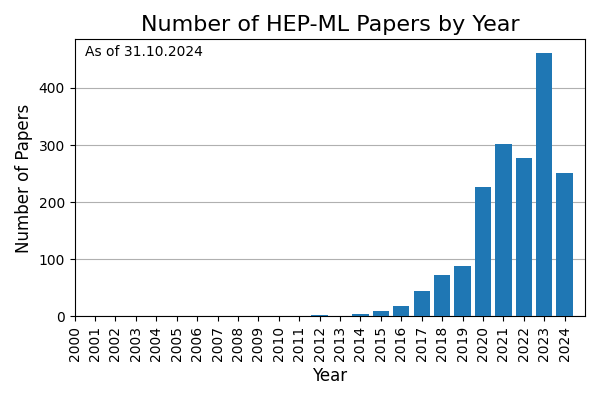 Number of HEP-ML Papers by Year
As of 31.10.2024
Number of Papers
400
300
200
100
0
2000 2001 2002 2003 2004 2005 2006 2007 2008 2009 2010 2011 2012 2013 2014 2015 2016 2017 2018 2019 2020 2021 2022 2023 2024
Year